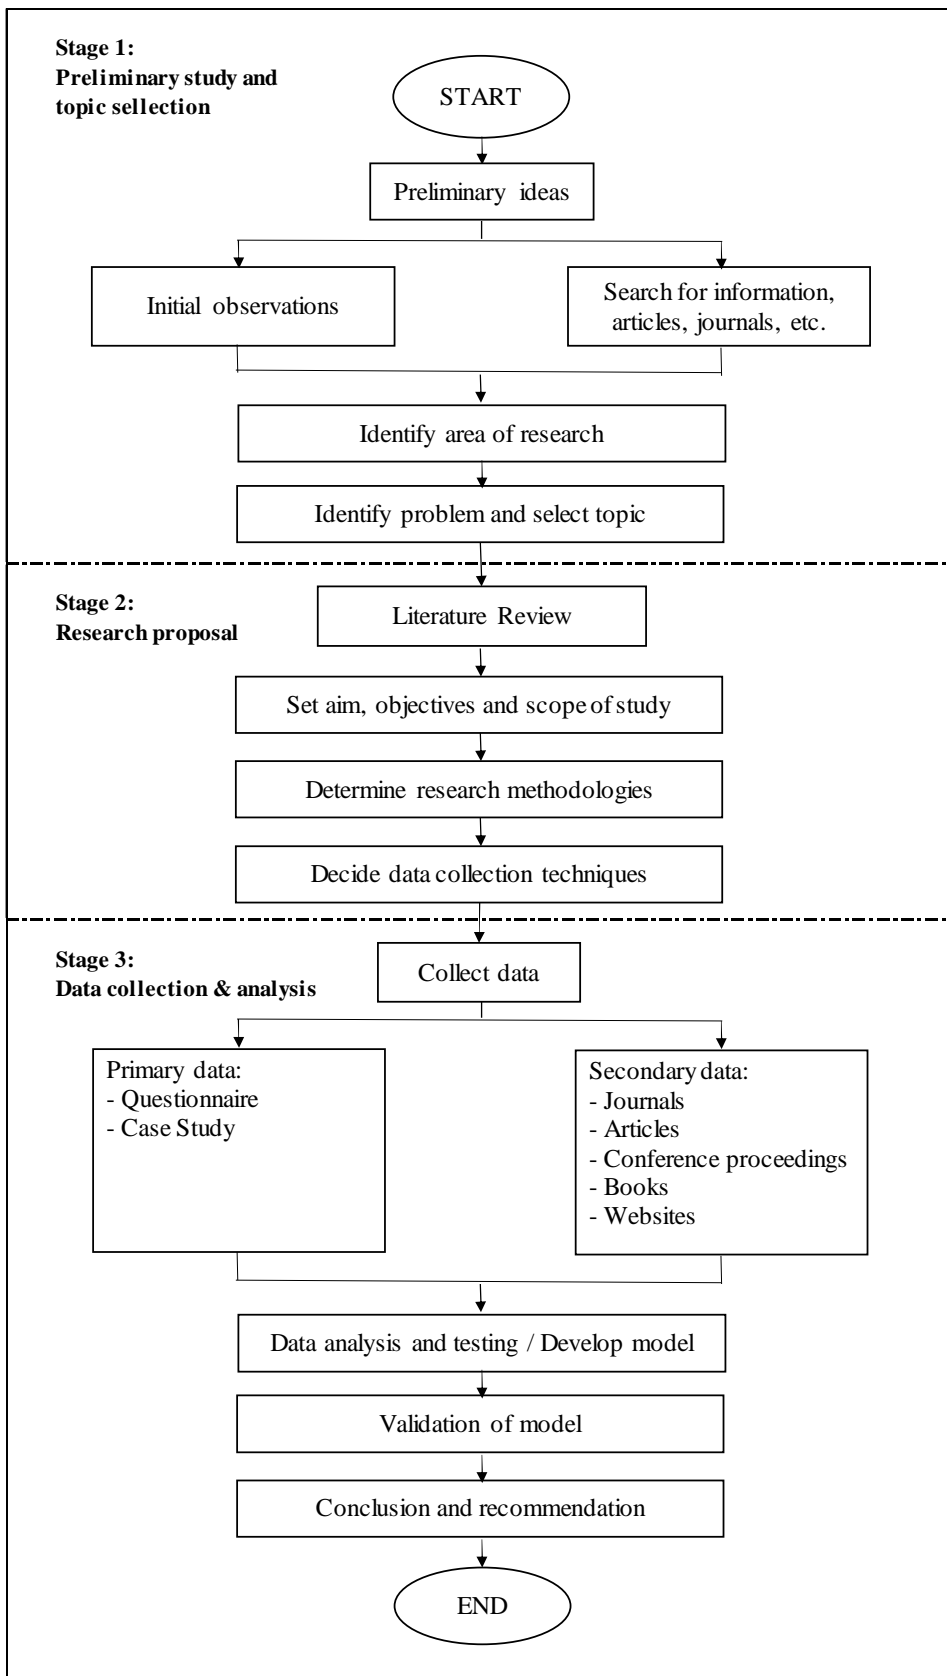 Stage 1:
Preliminary study and
topic sellection
START
Preliminary ideas
Initial observations
Search for information,
articles, journals, etc.
Identify area of research
Identify problem and select topic
Stage 2:
Research proposal
Literature Review
Set aim, objectives and scope of study
Determine research methodologies
Decide data collection techniques
Stage 3:
Data collection & analysis
Collect data
Primary data:
- Questionnaire
- Case Study
Secondary data:
- Journals
- Articles
- Conference proceedings
- Books
- Websites
Data analysis and testing / Develop model
Validation of model
Conclusion and recommendation
END